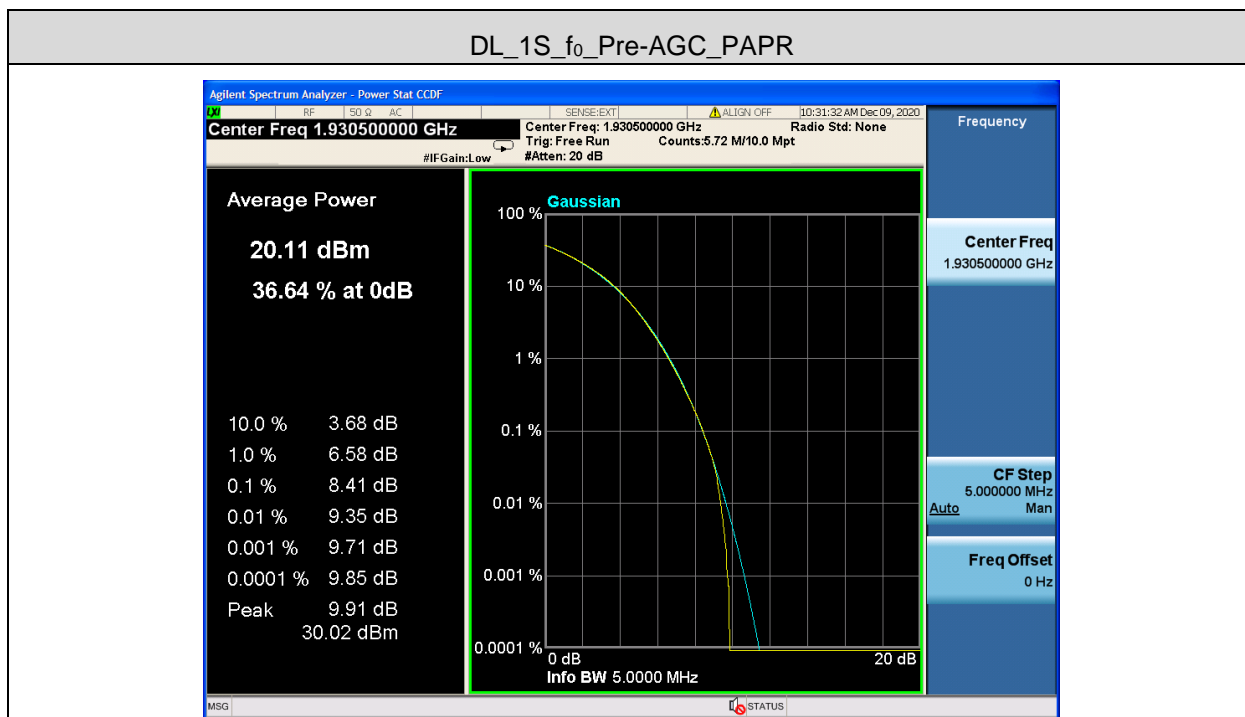 DL_1S_f0_Pre-AGC_PAPR
Agilent Spectrum Analyzer - Power Stat CCDF
LXI RF 50 Ω AC SENSE:EXT ALIGN OFF 10:31:32 AM Dec 09, 2020
Center Freq 1.930500000 GHz
#IFGain:Low
Center Freq: 1.930500000 GHz Radio Std: None
Trig: Free Run Counts:5.72 M/10.0 Mpt
#Atten: 20 dB
Average Power
20.11 dBm
36.64 % at 0dB
10.0 % 3.68 dB
1.0 % 6.58 dB
0.1 % 8.41 dB
0.01 % 9.35 dB
0.001 % 9.71 dB
0.0001 % 9.85 dB
Peak 9.91 dB
30.02 dBm
Gaussian
100 %
10 %
1 %
0.1 %
0.01 %
0.001 %
0.0001 %
0 dB 20 dB
Info BW 5.0000 MHz
Frequency
Center Freq
1.930500000 GHz
CF Step
5.000000 MHz
Auto Man
Freq Offset
0 Hz
MSG STATUS